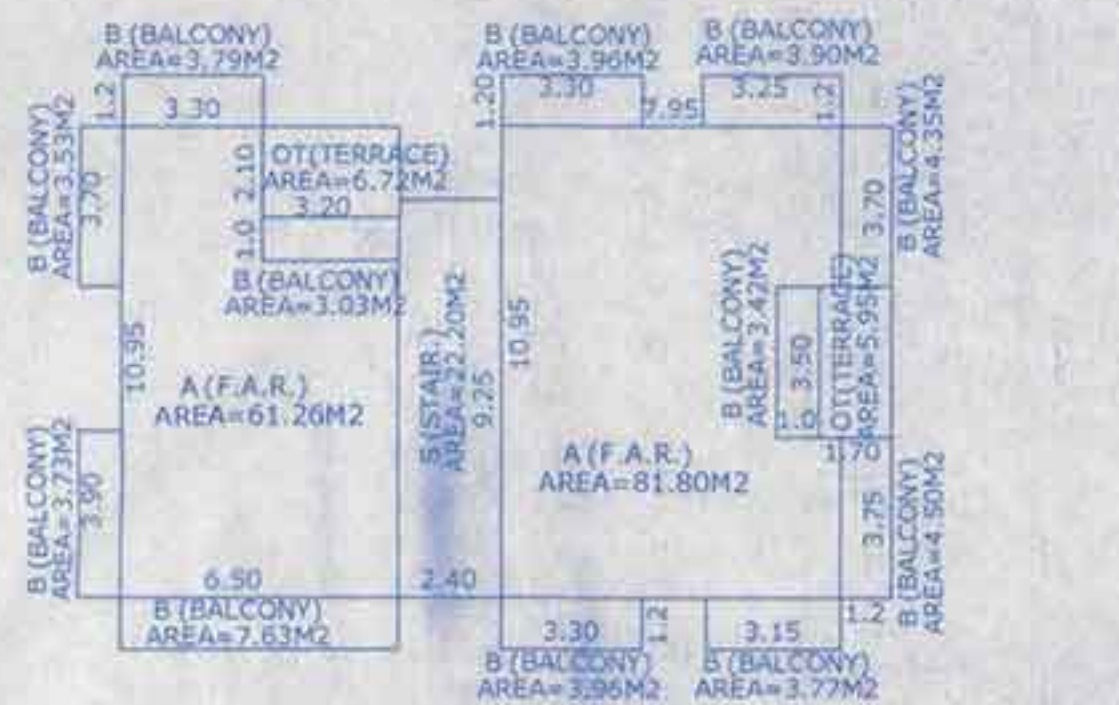 B (BALCONY)
AREA=3.79M2
B (BALCONY)
AREA=3.96M2
B (BALCONY)
AREA=3.90M2
1.2
3.30
1.20
3.30
7.95
3.25
1.2
B (BALCONY)
AREA=3.53M2
3.70
2.10
OT(TERRACE)
AREA=6.72M2
3.20
1.0
B (BALCONY)
AREA=3.03M2
3.70
B (BALCONY)
AREA=4.35M2
10.95
A (F.A.R.)
AREA=61.26M2
S (STAIR)
AREA=22.20M2
9.25
10.95
B (BALCONY)
AREA=3.42M2
1.0
3.50
OT(TERRACE)
AREA=5.95M2
1.70
A (F.A.R.)
AREA=81.80M2
B (BALCONY)
AREA=3.73M2
3.90
3.75
B (BALCONY)
AREA=4.50M2
6.50
2.40
B (BALCONY)
AREA=7.63M2
3.30
1.2
3.15
1.2
B (BALCONY)
AREA=3.96M2
B (BALCONY)
AREA=3.77M2